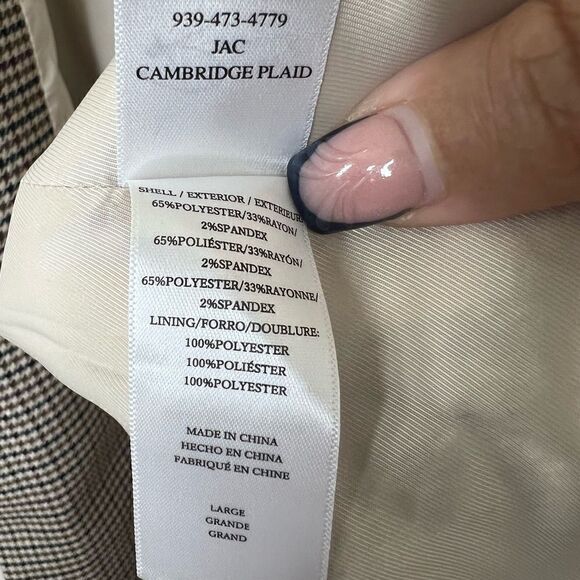 939-473-4779
JAC
CAMBRIDGE PLAID
SHELL / EXTERIOR / EXTERIEUR
65%POLYESTER/33%RAYON/
2%SPANDEX
65%POLIÉSTER/33%RAYÓN/
2%SPANDEX
65%POLYESTER/33%RAYONNE/
2%SPANDEX
LINING/FORRO/DOUBLURE:
100%POLYESTER
100%POLIÉSTER
100%POLYESTER
MADE IN CHINA
HECHO EN CHINA
FABRIQUÉ EN CHINE
LARGE
GRANDE
GRAND